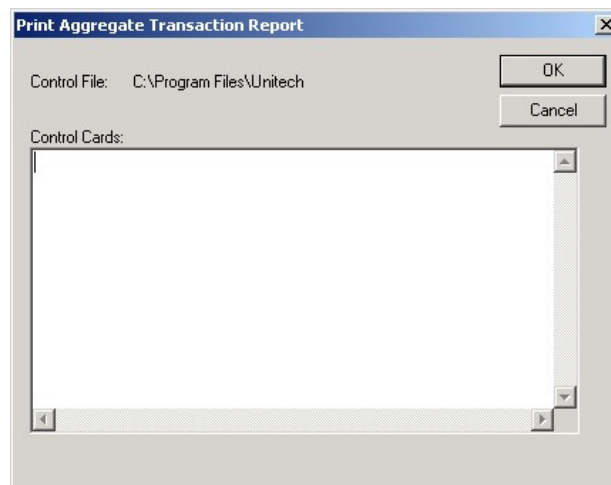 Print Aggregate Transaction Report
OK
Control File: C:\Program Files\Unitech
Cancel
Control Cards: